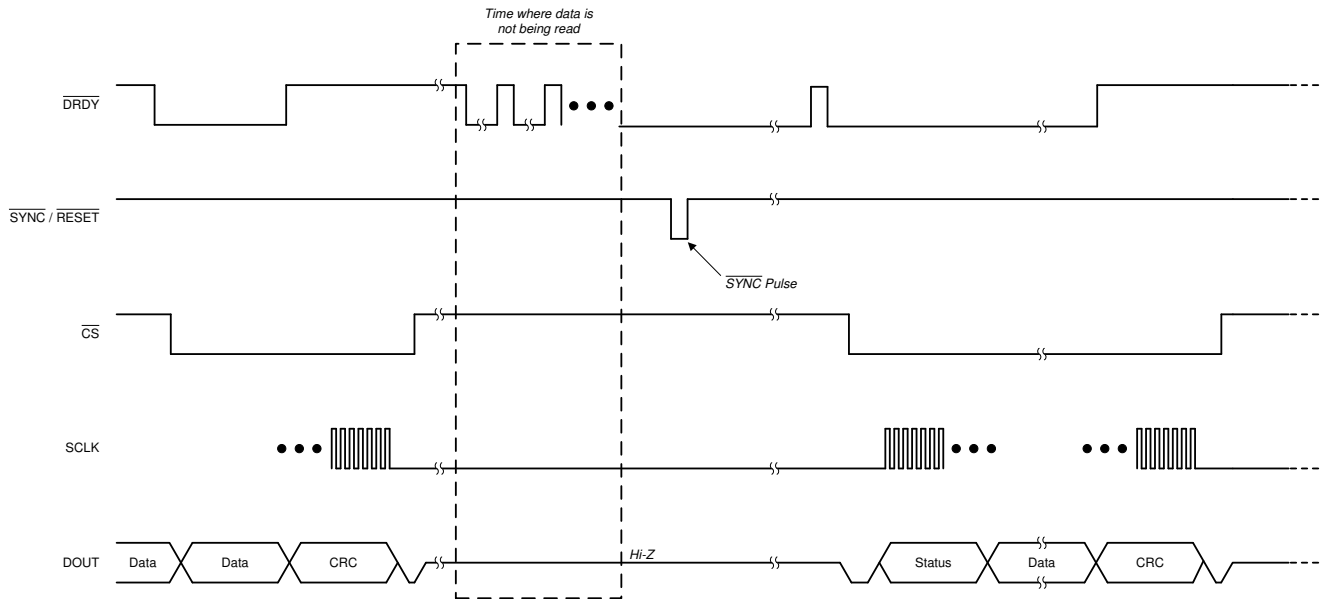 Time where data is
not being read
DRDY
SYNC / RESET
SYNC Pulse
CS
SCLK
DOUT
Data
Data
CRC
Hi-Z
Status
Data
CRC